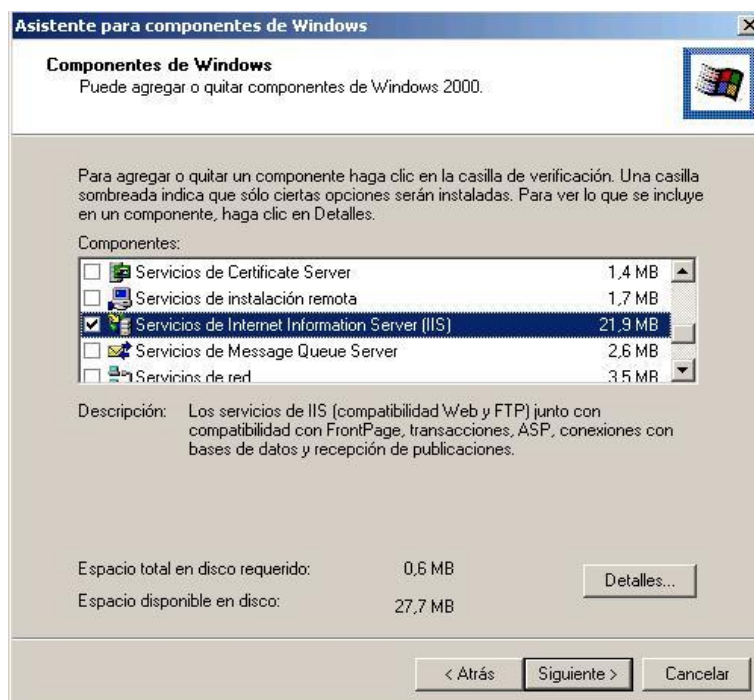 Asistente para componentes de Windows
Componentes de Windows
Puede agregar o quitar componentes de Windows 2000.
Para agregar o quitar un componente haga clic en la casilla de verificación. Una casilla
sombreada indica que sólo ciertas opciones serán instaladas. Para ver lo que se incluye
en un componente, haga clic en Detalles.
Componentes:
Servicios de Certificate Server 1,4 MB
Servicios de instalación remota 1,7 MB
Servicios de Internet Information Server (IIS) 21,9 MB
Servicios de Message Queue Server 2,6 MB
Servicios de red 3,5 MB
Descripción: Los servicios de IIS (compatibilidad Web y FTP) junto con
compatibilidad con FrontPage, transacciones, ASP, conexiones con
bases de datos y recepción de publicaciones.
Espacio total en disco requerido: 0,6 MB
Detalles...
Espacio disponible en disco: 27,7 MB
< Atrás Siguiente > Cancelar